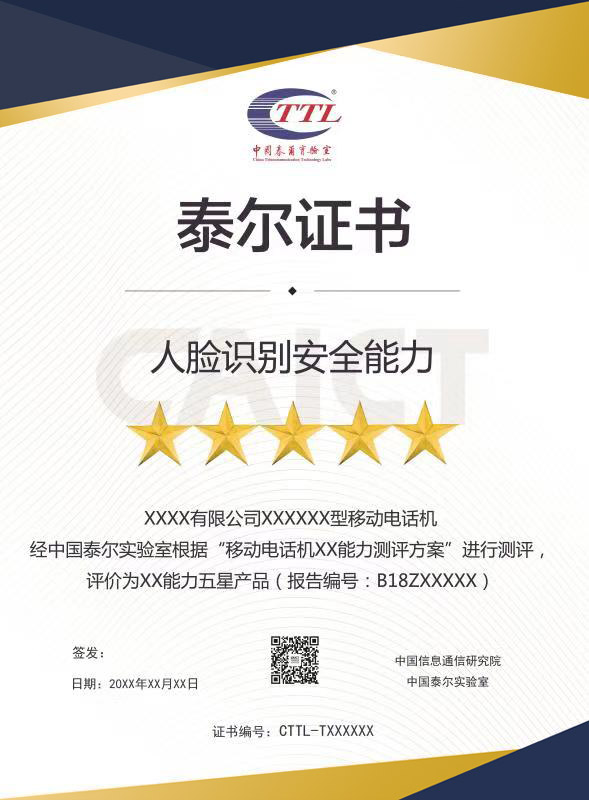 CTTL®
中国泰尔实验室
China Telecommunication Technology Labs
泰尔证书
CAICT
人脸识别安全能力
XXXX有限公司XXXXXX型移动电话机
经中国泰尔实验室根据“移动电话机XX能力测评方案”进行测评，
评价为XX能力五星产品（报告编号：B18ZXXXXX）
签发：
中国信息通信研究院
日期：20XX年XX月XX日
中国泰尔实验室
证书编号：CTTL-TXXXXXX